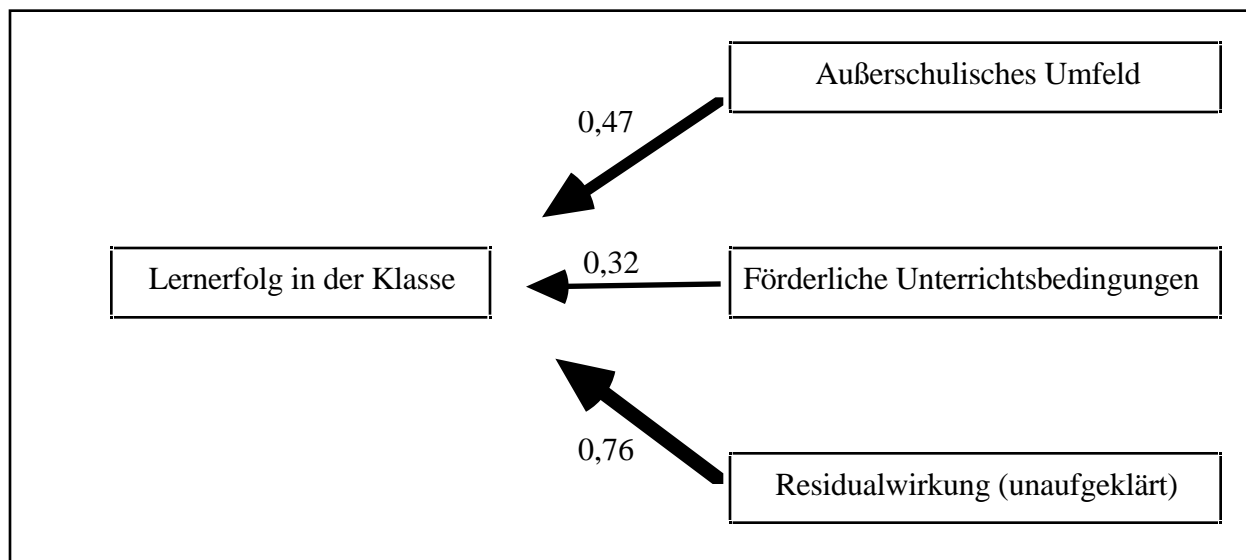 Außerschulisches Umfeld
0,47
Lernerfolg in der Klasse
0,32
Förderliche Unterrichtsbedingungen
0,76
Residualwirkung (unaufgeklärt)